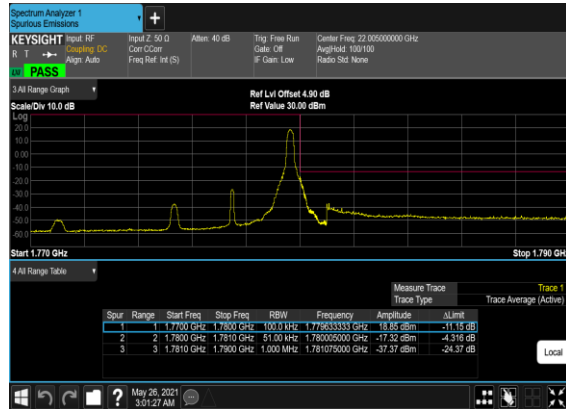 Spectrum Analyzer 1
Spurious Emissions
KEYSIGHT
R T
PASS
Input: RF
Coupling: DC
Align: Auto
Input Z: 50 Ω
Corr CCorr
Freq Ref: Int (S)
Atten: 40 dB
Trig: Free Run
Gate: Off
IF Gain: Low
Center Freq: 22.005000000 GHz
Avg|Hold: 100/100
Radio Std: None
3 All Range Graph
Scale/Div 10.0 dB
Ref Lvl Offset 4.90 dB
Ref Value 30.00 dBm
Log
20.0
10.0
0.00
-10.0
-20.0
-30.0
-40.0
-50.0
-60.0
Start 1.770 GHz
Stop 1.790 GHz
4 All Range Table
Measure Trace Trace 1
Trace Type Trace Average (Active)
Spur Range Start Freq Stop Freq RBW Frequency Amplitude ΔLimit
1 1 1.7700 GHz 1.7800 GHz 100.0 kHz 1.779633333 GHz 18.85 dBm -11.15 dB
2 2 1.7800 GHz 1.7810 GHz 51.00 kHz 1.780005000 GHz -17.32 dBm -4.316 dB
3 3 1.7810 GHz 1.7900 GHz 1.000 MHz 1.781075000 GHz -37.37 dBm -24.37 dB
Local
?
May 26, 2021
3:01:27 AM